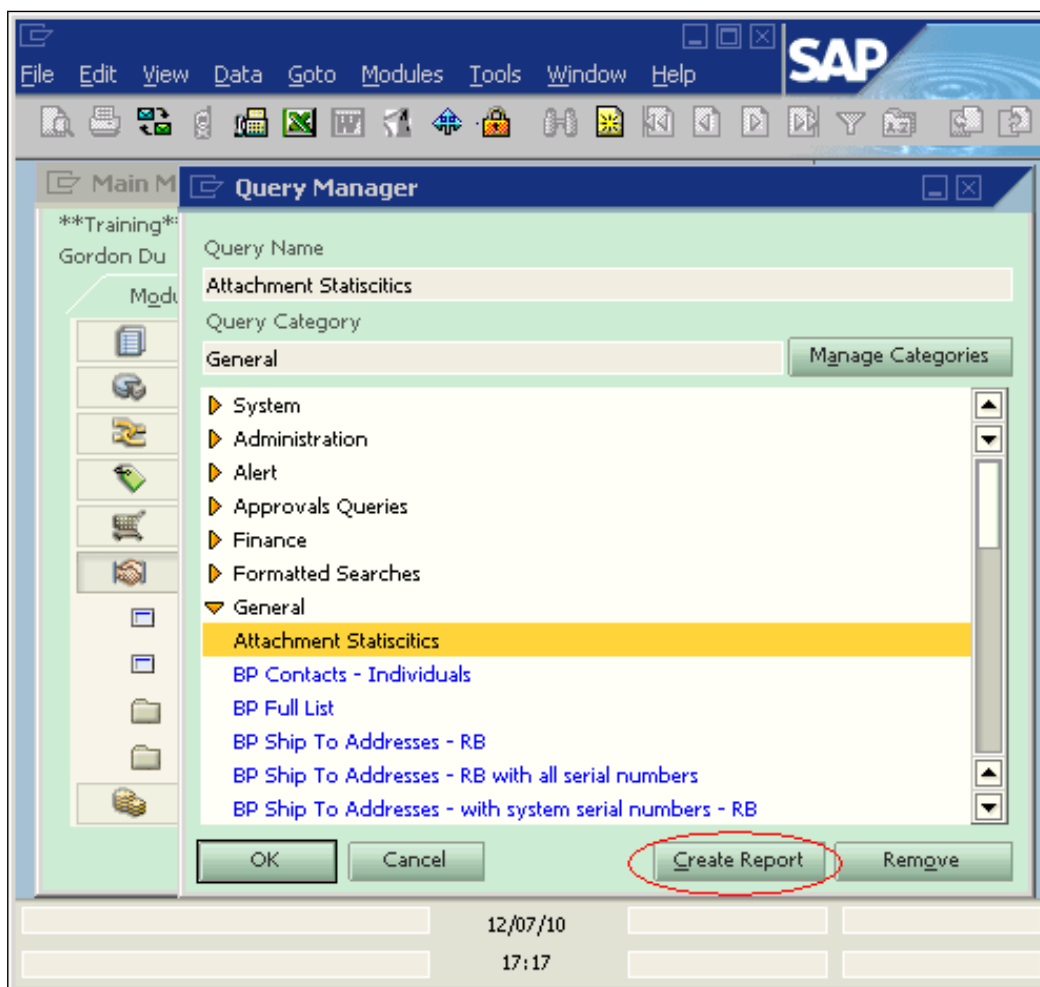 SAP
File Edit View Data Goto Modules Tools Window Help
Main M
Query Manager
**Training**
Gordon Du
Modu
Query Name
Attachment Statiscitics
Query Category
General
Manage Categories
System
Administration
Alert
Approvals Queries
Finance
Formatted Searches
General
Attachment Statiscitics
BP Contacts - Individuals
BP Full List
BP Ship To Addresses - RB
BP Ship To Addresses - RB with all serial numbers
BP Ship To Addresses - with system serial numbers - RB
OK Cancel Create Report Remove
12/07/10
17:17